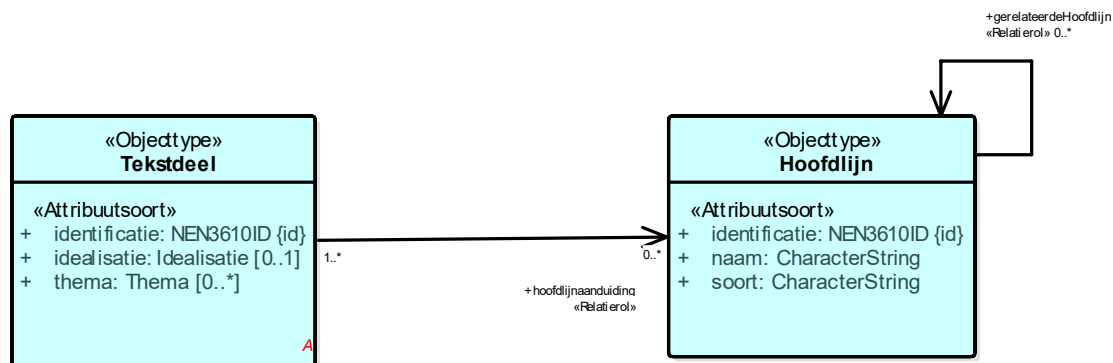 +gerelateerdeHoofdlijn
«Relatierol» 0..*
«Objecttype»
Tekstdeel
«Attribuutsoort»
+ identificatie: NEN3610ID {id}
+ idealisatie: Idealisatie [0..1]
+ thema: Thema [0..*]
A
1..*
0..*
+hoofdlijnaanduiding
«Relatierol»
«Objecttype»
Hoofdlijn
«Attribuutsoort»
+ identificatie: NEN3610ID {id}
+ naam: CharacterString
+ soort: CharacterString